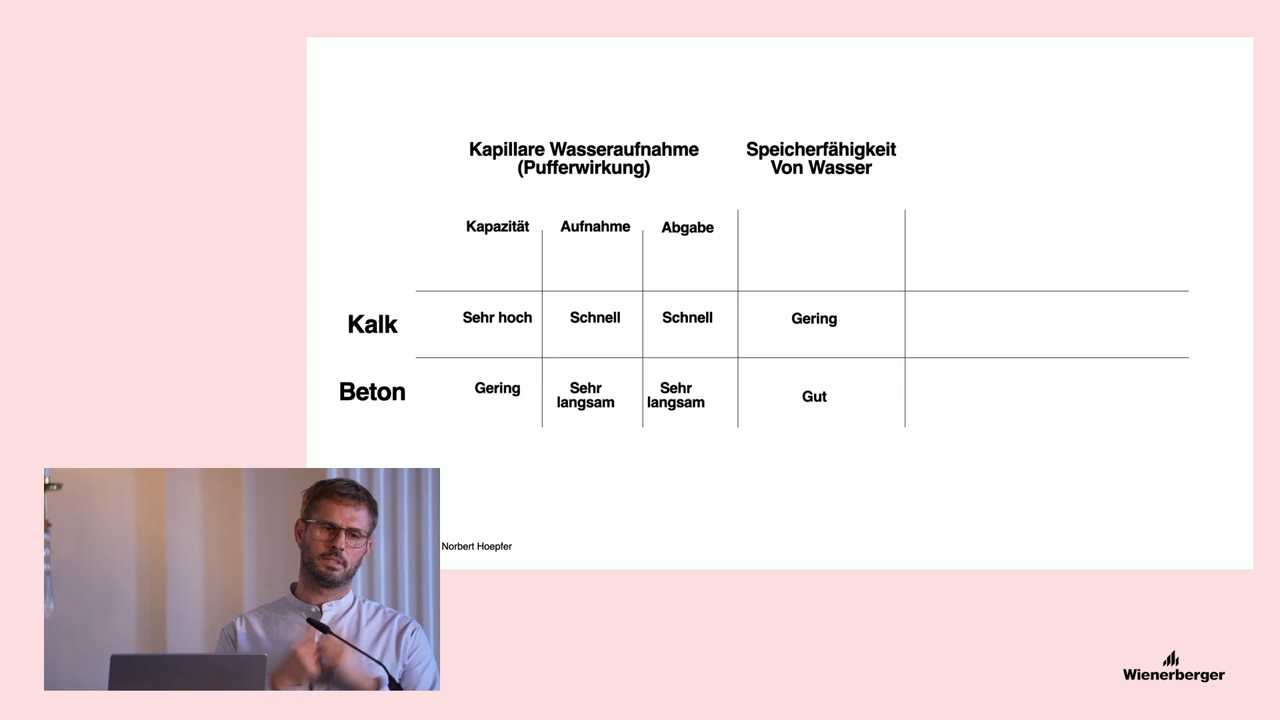 Kapillare Wasseraufnahme
(Pufferwirkung)
Speicherfähigkeit
Von Wasser
Kapazität
Aufnahme
Abgabe
Kalk
Sehr hoch
Schnell
Schnell
Gering
Beton
Gering
Sehr
langsam
Sehr
langsam
Gut
Norbert Hoepfer
Wienerberger